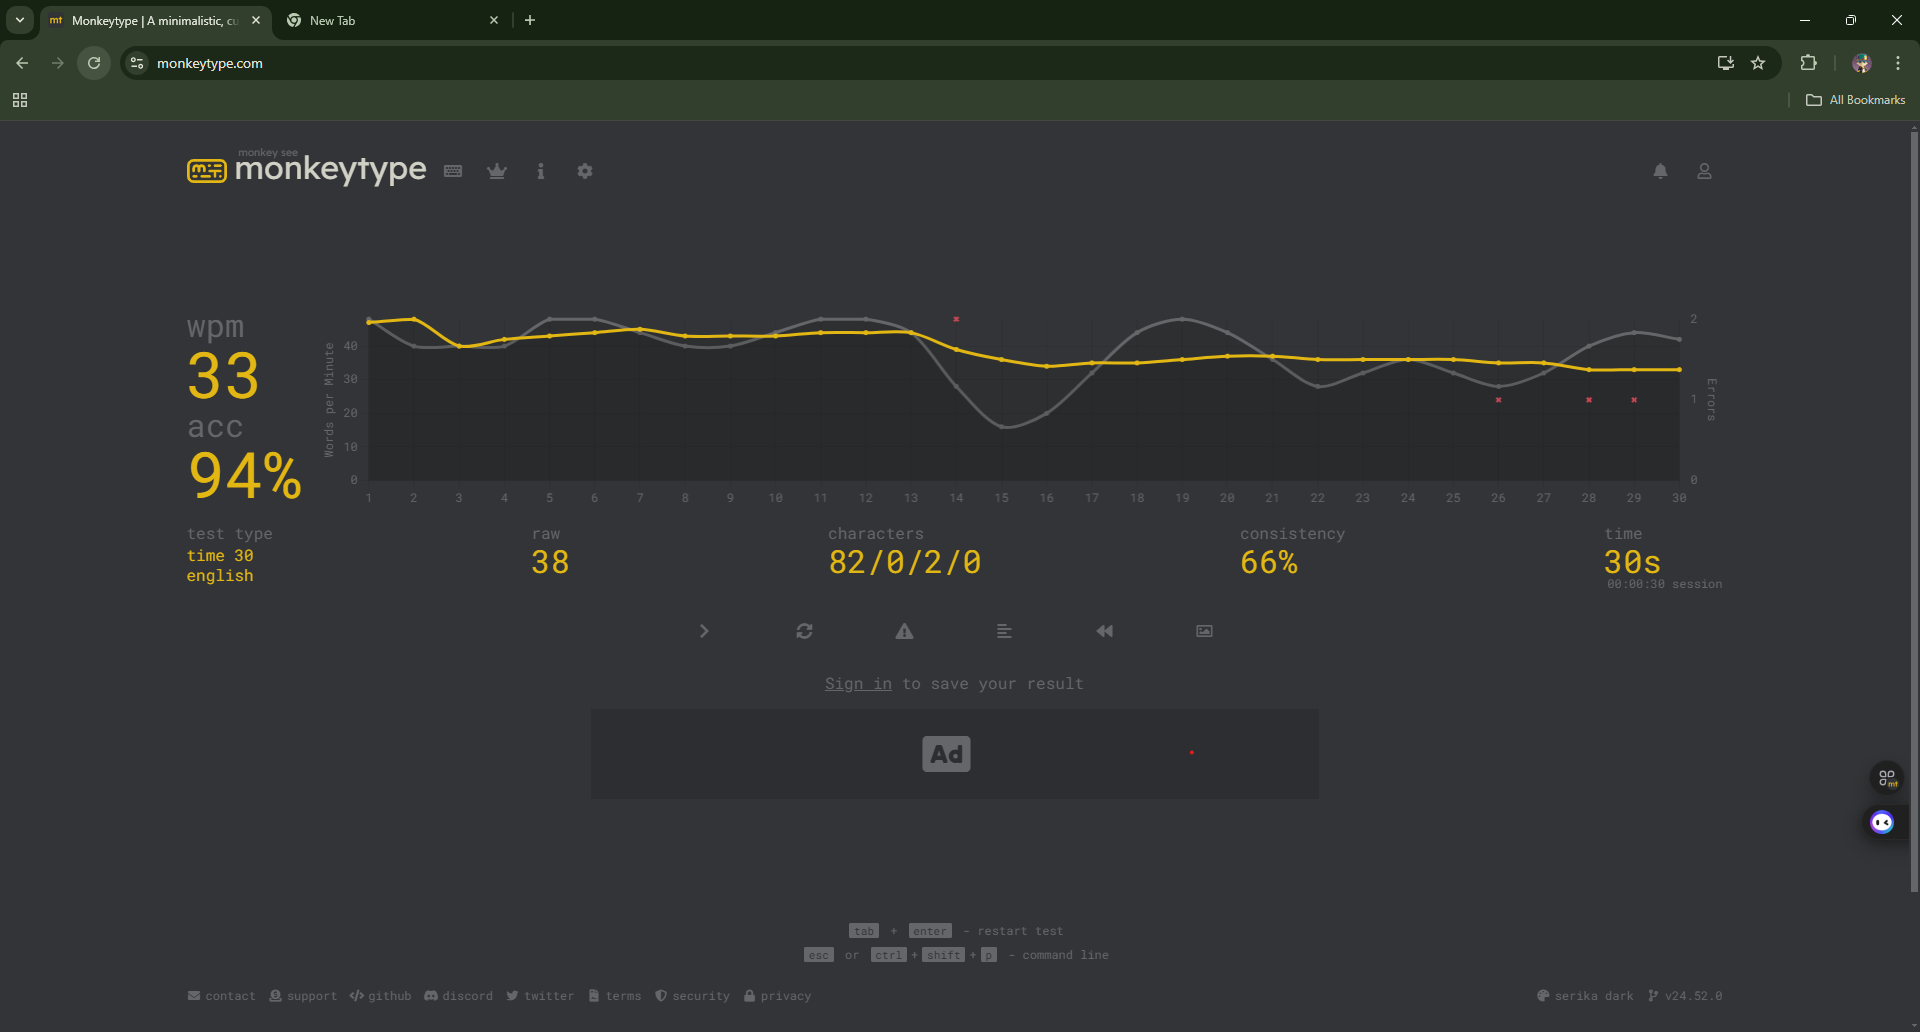 mt Monkeytype | A minimalistic, cu
New Tab
monkeytype.com
All Bookmarks
monkey see
monkeytype
wpm
33
acc
94%
Words per Minute
40
30
20
10
0
2
1
0
Errors
1 2 3 4 5 6 7 8 9 10 11 12 13 14 15 16 17 18 19 20 21 22 23 24 25 26 27 28 29 30
test type
time 30
english
raw
38
characters
82/0/2/0
consistency
66%
time
30s
00:00:30 session
Sign in to save your result
Ad
mt
tab + enter - restart test
esc or ctrl + shift + p - command line
contact support github discord twitter terms security privacy
serika dark v24.52.0